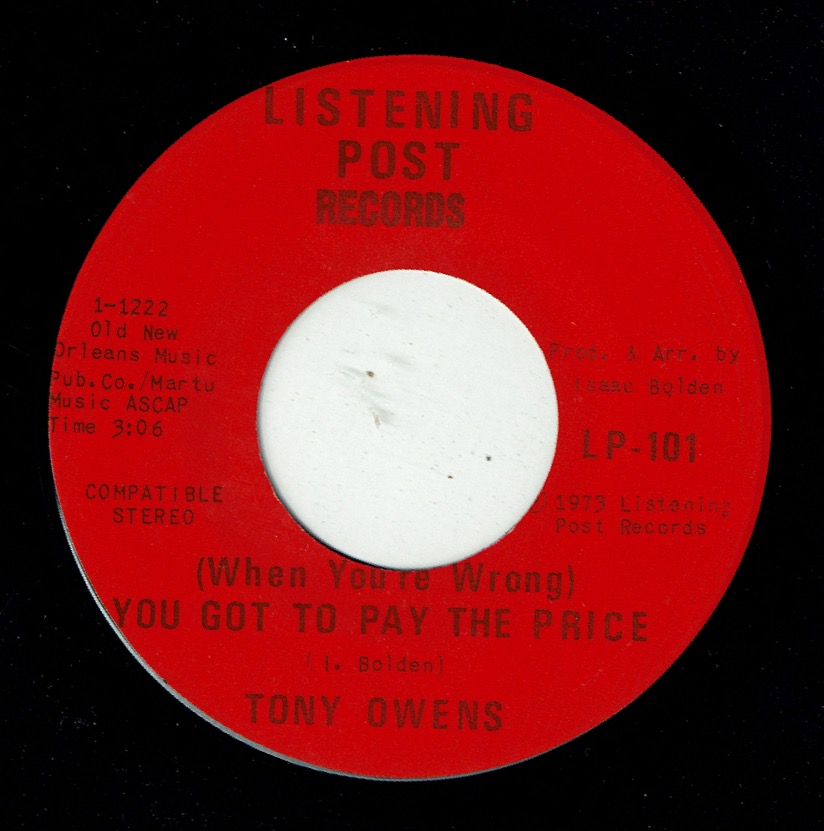 LISTENING
POST
RECORDS
1-1222
Old New
Orleans Music
Pub.Co./Martu
Music ASCAP
Time 3:06
COMPATIBLE
STEREO
Prod. & Arr. by
Isaac Bolden
LP-101
℗ 1973 Listening
Post Records
(When You're Wrong)
YOU GOT TO PAY THE PRICE
(I. Bolden)
TONY OWENS